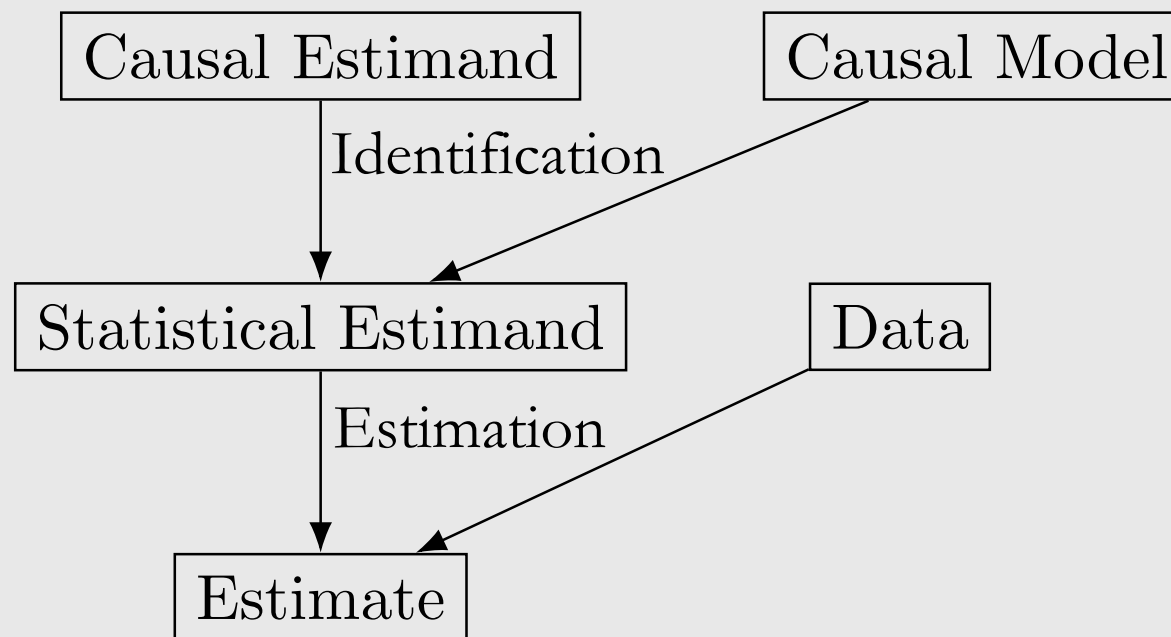 Causal Estimand
Causal Model
Identification
Statistical Estimand
Data
Estimation
Estimate